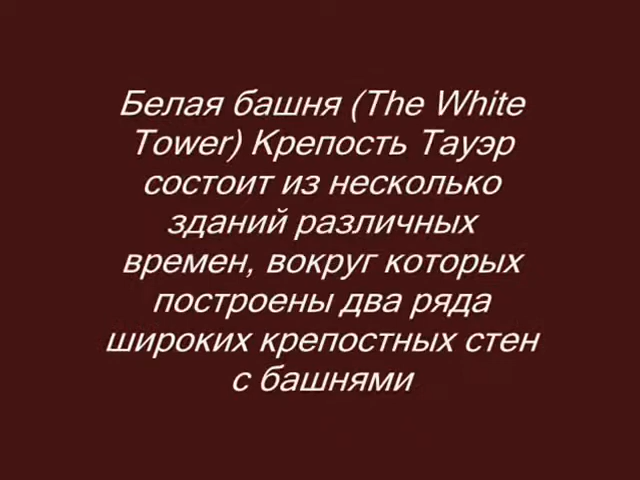 Белая башня (The White
Tower) Крепость Тауэр
состоит из несколько
зданий различных
времен, вокруг которых
построены два ряда
широких крепостных стен
с башнями